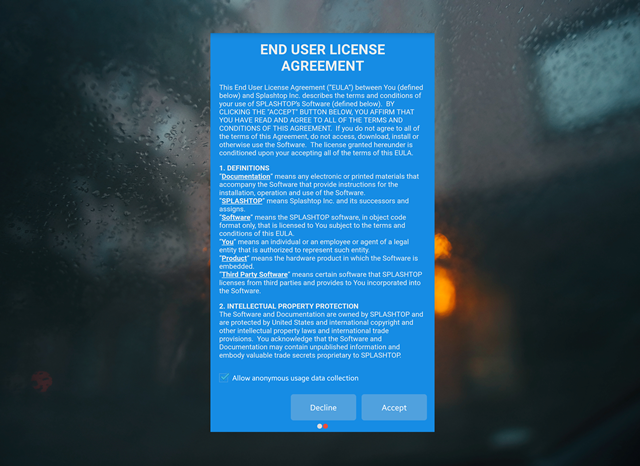 END USER LICENSE
AGREEMENT
This End User License Agreement ("EULA") between You (defined
below) and Splashtop Inc. describes the terms and conditions of
your use of SPLASHTOP's Software (defined below).  BY
CLICKING THE "ACCEPT" BUTTON BELOW, YOU AFFIRM THAT
YOU HAVE READ AND AGREE TO ALL OF THE TERMS AND
CONDITIONS OF THIS AGREEMENT.  If you do not agree to all of
the terms of this Agreement, do not access, download, install or
otherwise use the Software.  The license granted hereunder is
conditioned upon your accepting all of the terms of this EULA.
1. DEFINITIONS
"Documentation" means any electronic or printed materials that
accompany the Software that provide instructions for the
installation, operation and use of the Software.
"SPLASHTOP" means Splashtop Inc. and its successors and
assigns.
"Software" means the SPLASHTOP software, in object code
format only, that is licensed to You subject to the terms and
conditions of this EULA.
"You" means an individual or an employee or agent of a legal
entity that is authorized to represent such entity.
"Product" means the hardware product in which the Software is
embedded.
"Third Party Software" means certain software that SPLASHTOP
licenses from third parties and provides to You incorporated into
the Software.
2. INTELLECTUAL PROPERTY PROTECTION
The Software and Documentation are owned by SPLASHTOP and
are protected by United States and international copyright and
other intellectual property laws and international trade
provisions.  You acknowledge that the Software and
Documentation may contain unpublished information and
embody valuable trade secrets proprietary to SPLASHTOP.
Allow anonymous usage data collection
Decline
Accept